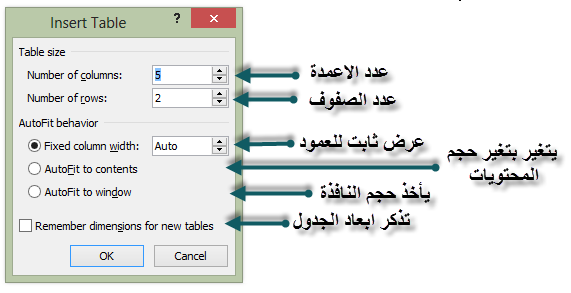 Insert Table
?
Table size
Number of columns: 5
عدد الاعمدة
Number of rows: 2
عدد الصفوف
AutoFit behavior
Fixed column width: Auto
عرض ثابت للعمود
AutoFit to contents
يتغير بتغير حجم
المحتويات
AutoFit to window
يأخذ حجم النافذة
Remember dimensions for new tables
تذكر ابعاد الجدول
OK Cancel